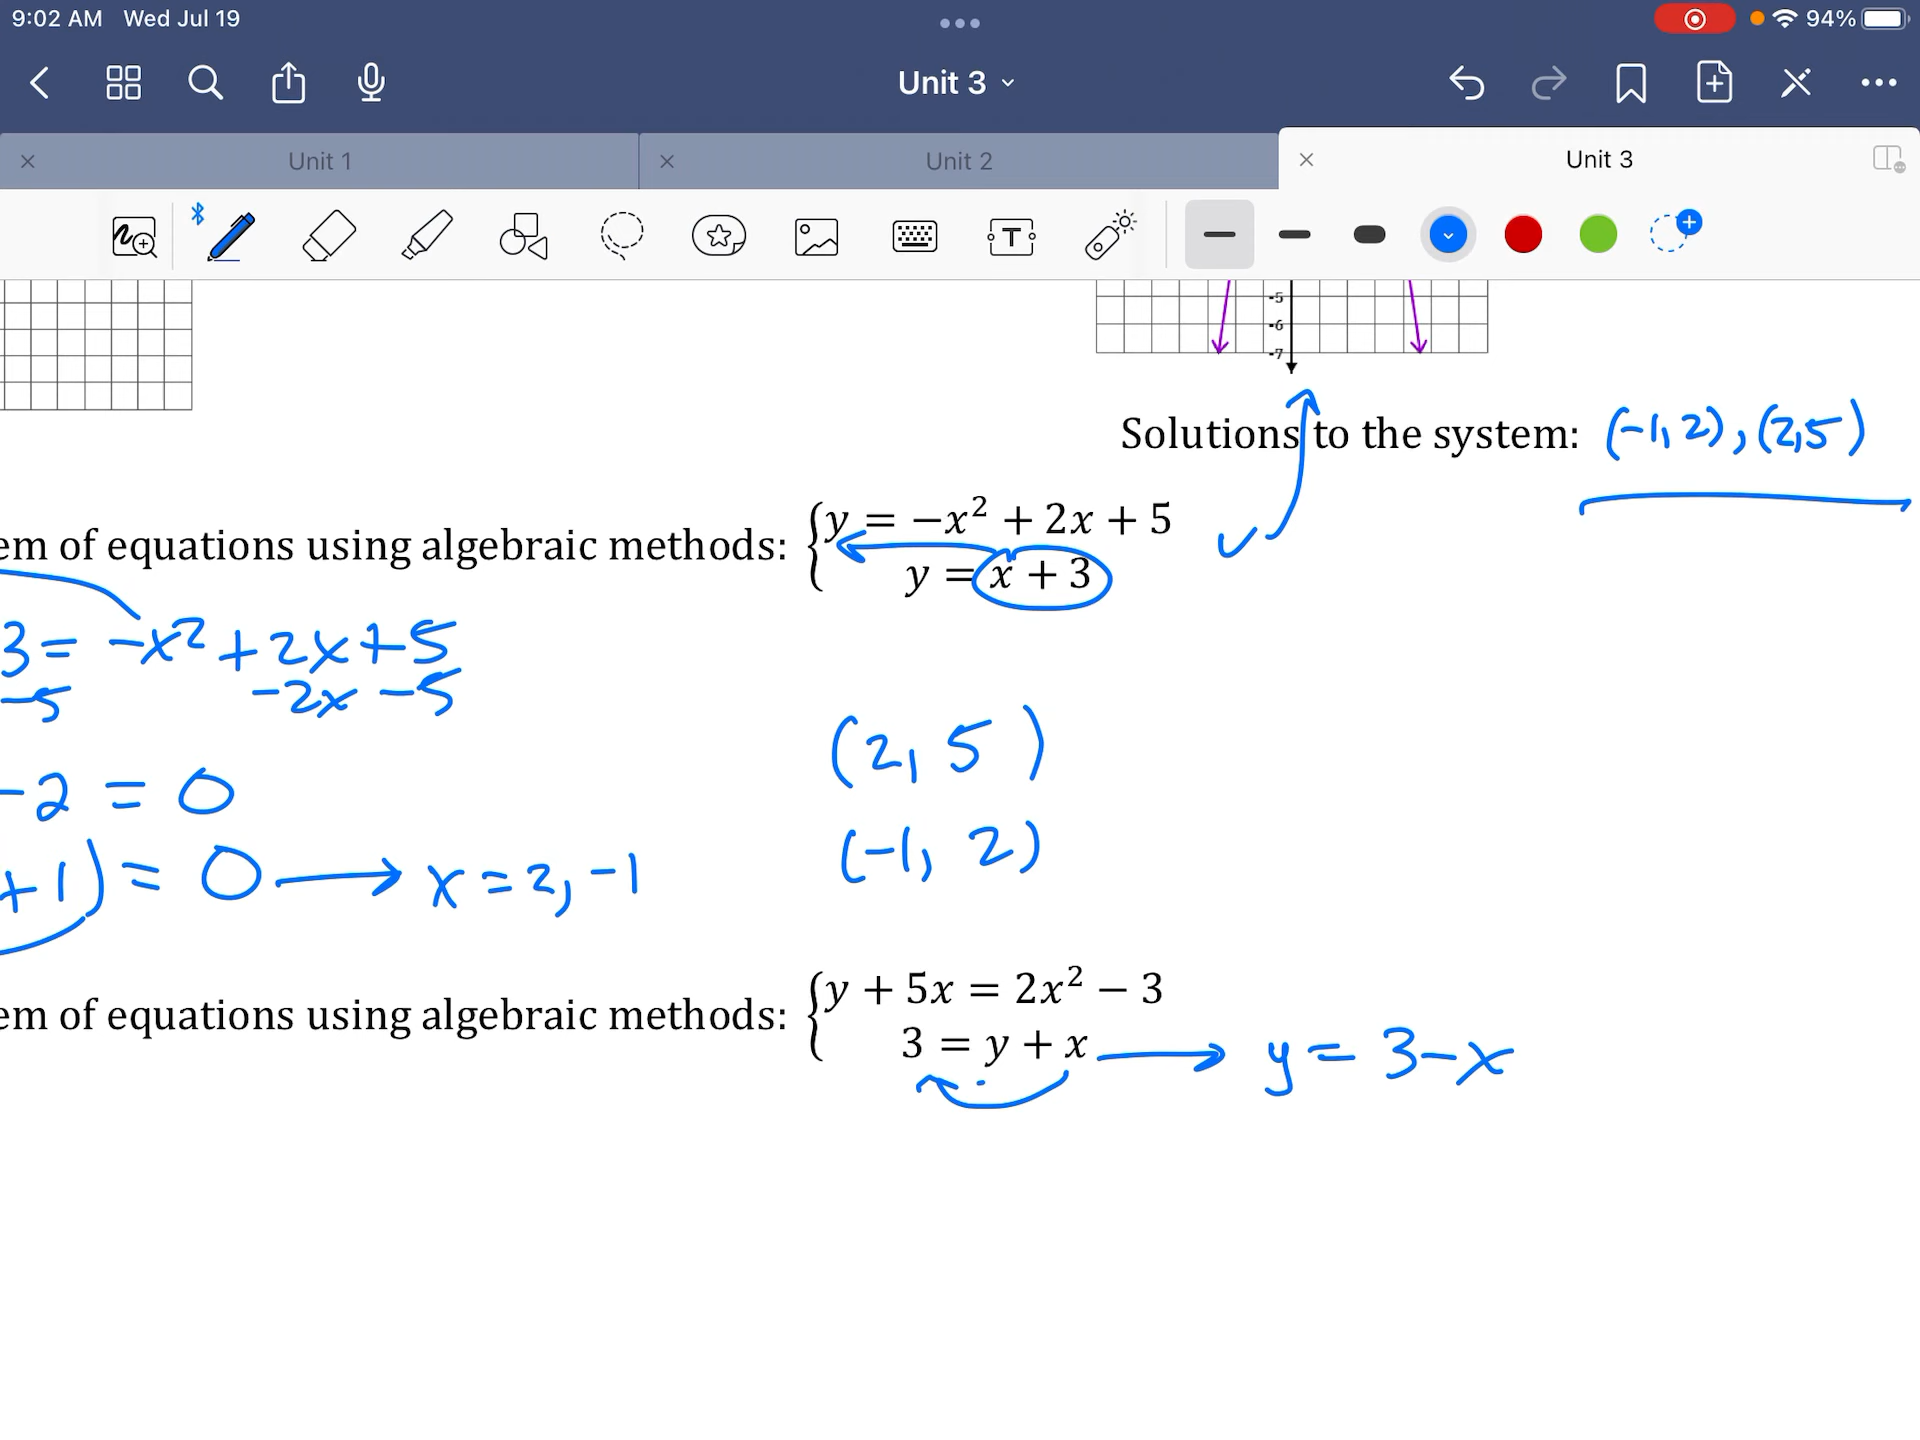 9:02 AM Wed Jul 19
94%
Unit 3
Unit 1
Unit 2
Unit 3
T
-5
-6
-7
Solutions to the system: (-1, 2), (2,5)
em of equations using algebraic methods: { y = −x² + 2x + 5
y = x + 3
3 = -x² + 2x + 5
-5 -2x -5
-2 = 0
(2, 5)
(-1, 2)
+1) = 0 → x = 2, -1
em of equations using algebraic methods: { y + 5x = 2x² − 3
3 = y + x → y = 3-x